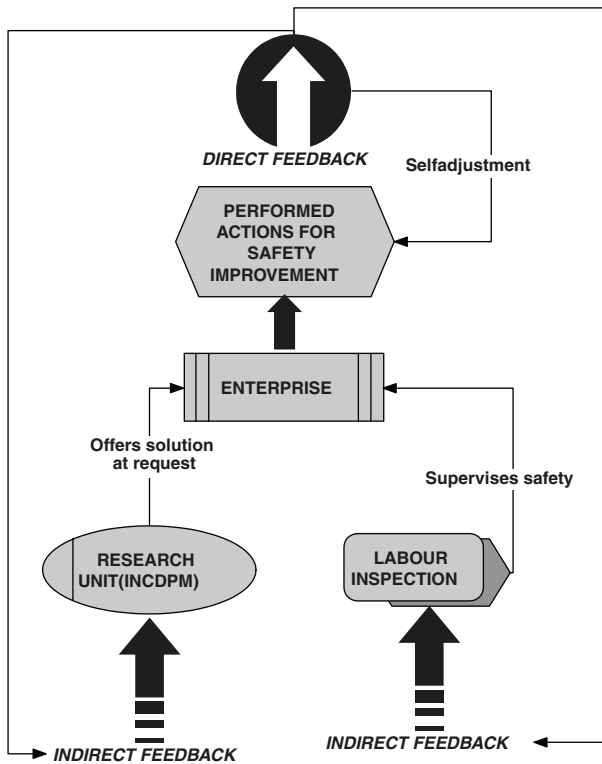 DIRECT FEEDBACK
Selfadjustment
PERFORMED
ACTIONS FOR
SAFETY
IMPROVEMENT
ENTERPRISE
Offers solution
at request
Supervises safety
RESEARCH
UNIT(INCDPM)
LABOUR
INSPECTION
INDIRECT FEEDBACK
INDIRECT FEEDBACK